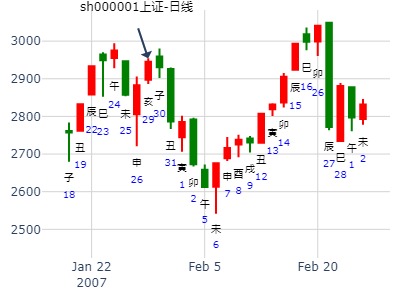 sh000001上证-日线
3000
2900
2800
2700
2600
2500
子
18
丑
19
辰
22
巳
23
午
24
未
25
申
26
亥
29
子
30
丑
31
寅
1
卯
2
午
5
未
6
申
7
酉
8
戌
9
丑
12
寅
13
卯
14
辰
15
巳
16
卯
26
辰
27
巳
28
午
1
未
2
Jan 22
2007
Feb 5
Feb 20